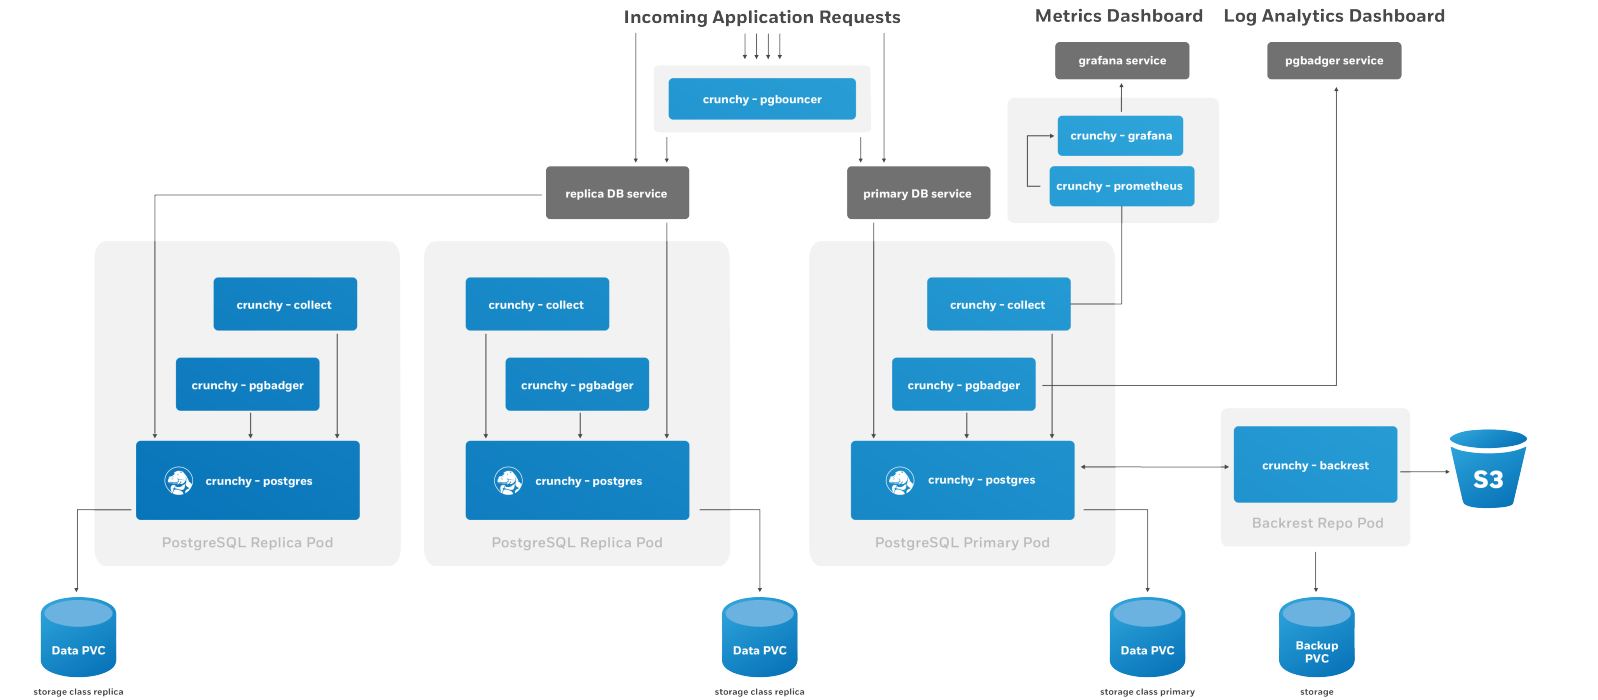 Incoming Application Requests
Metrics Dashboard
Log Analytics Dashboard
grafana service
pgbadger service
crunchy - pgbouncer
crunchy - grafana
crunchy - prometheus
replica DB service
primary DB service
crunchy - collect
crunchy - collect
crunchy - collect
crunchy - pgbadger
crunchy - pgbadger
crunchy - pgbadger
crunchy - postgres
crunchy - postgres
crunchy - postgres
crunchy - backrest
S3
PostgreSQL Replica Pod
PostgreSQL Replica Pod
PostgreSQL Primary Pod
Backrest Repo Pod
Data PVC
Data PVC
Data PVC
Backup
PVC
storage class replica
storage class replica
storage class primary
storage